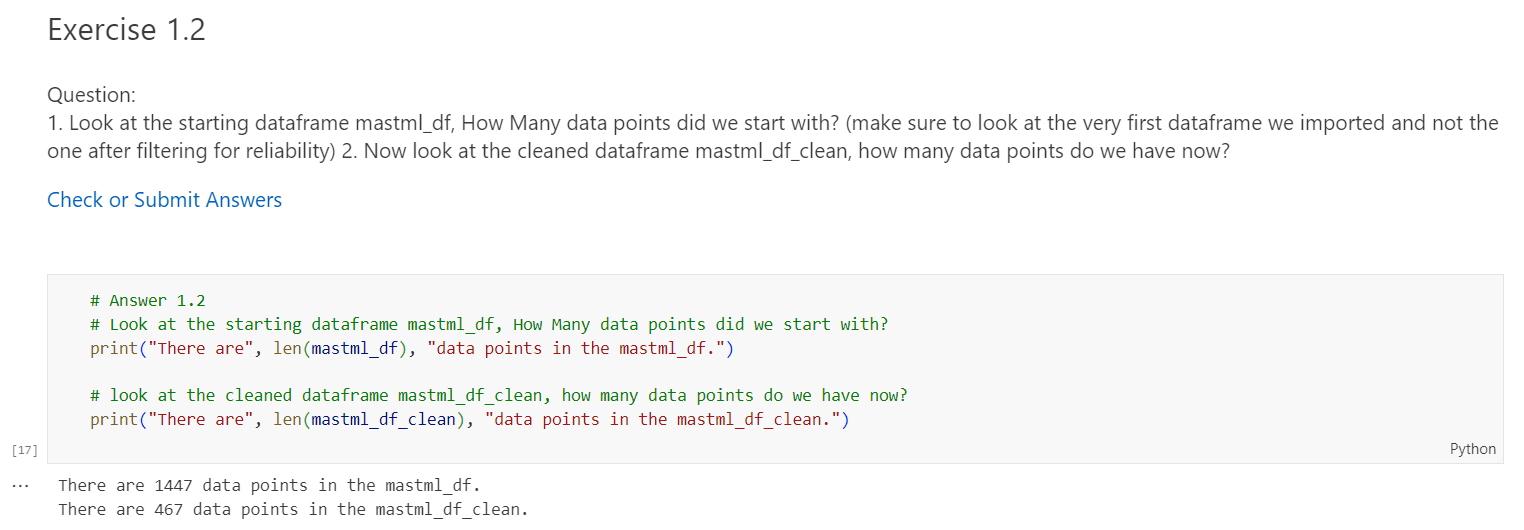 Exercise 1.2
Question:
1. Look at the starting dataframe mastml_df, How Many data points did we start with? (make sure to look at the very first dataframe we imported and not the
one after filtering for reliability) 2. Now look at the cleaned dataframe mastml_df_clean, how many data points do we have now?
Check or Submit Answers
# Answer 1.2
# Look at the starting dataframe mastml_df, How Many data points did we start with?
print("There are", len(mastml_df), "data points in the mastml_df.")
# look at the cleaned dataframe mastml_df_clean, how many data points do we have now?
print("There are", len(mastml_df_clean), "data points in the mastml_df_clean.")
[17]
Python
... There are 1447 data points in the mastml_df.
There are 467 data points in the mastml_df_clean.